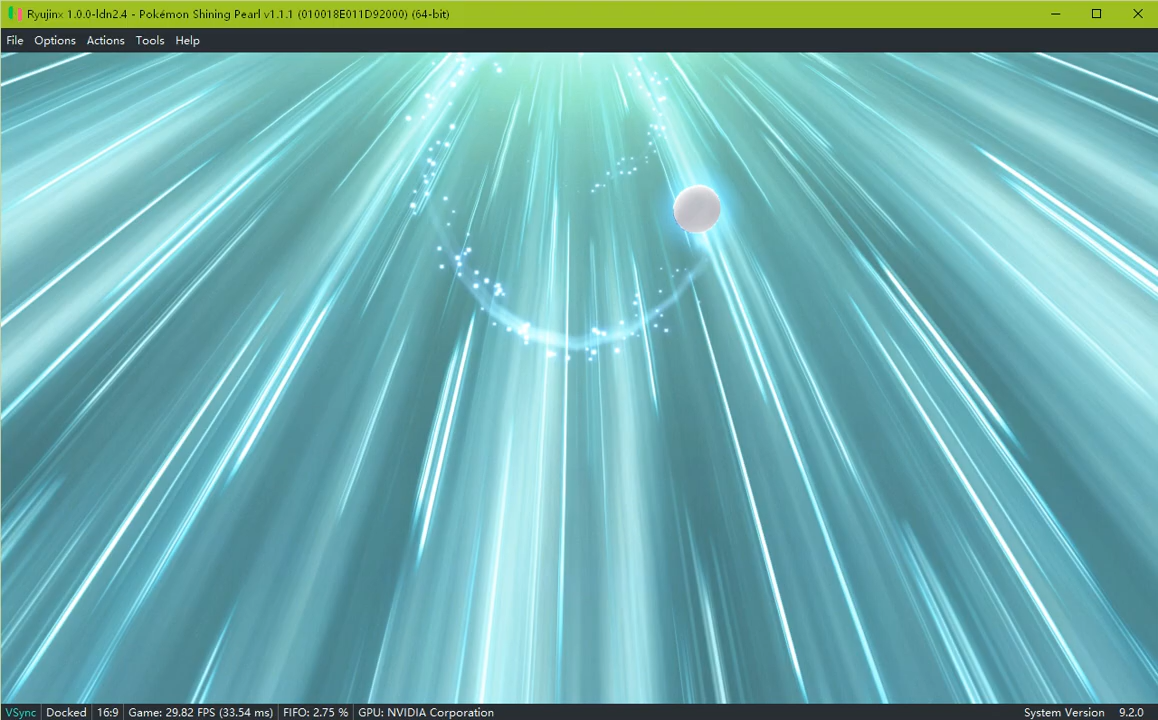 Ryujinx 1.0.0-ldn2.4 - Pokémon Shining Pearl v1.1.1 (010018E011D92000) (64-bit)
File Options Actions Tools Help
VSync Docked 16:9 Game: 29.82 FPS (33.54 ms) FIFO: 2.75 % GPU: NVIDIA Corporation System Version 9.2.0